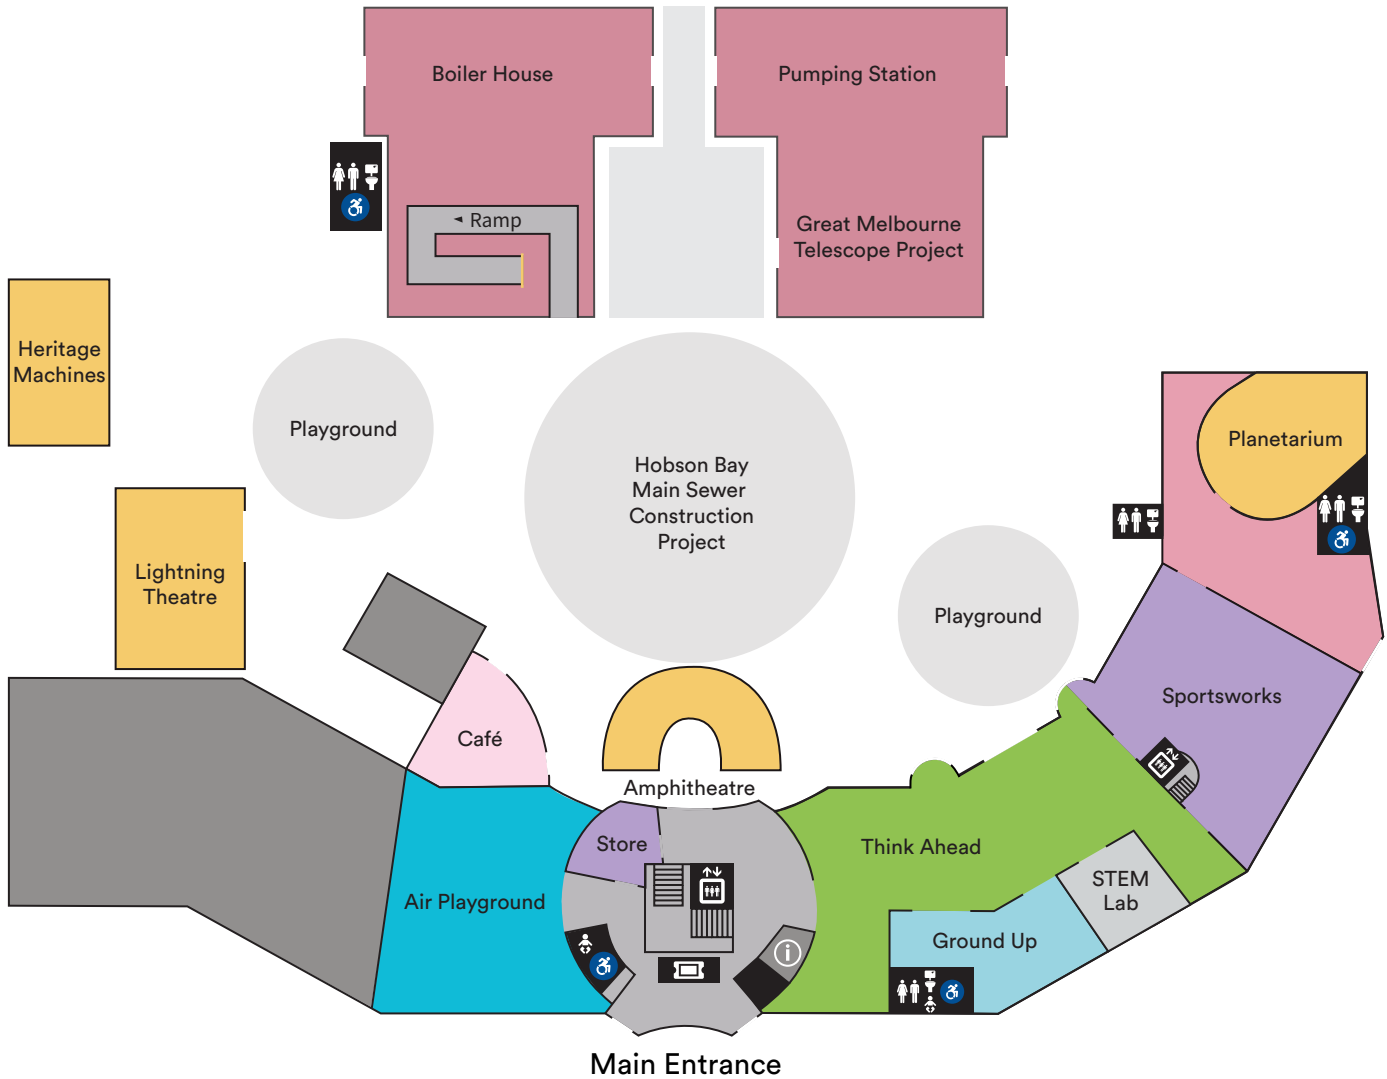 Boiler House
Pumping Station
Ramp
Great Melbourne
Telescope Project
Heritage
Machines
Playground
Hobson Bay
Main Sewer
Construction
Project
Planetarium
Lightning
Theatre
Playground
Sportsworks
Café
Amphitheatre
Store
Think Ahead
STEM
Lab
Air Playground
Ground Up
i
Main Entrance